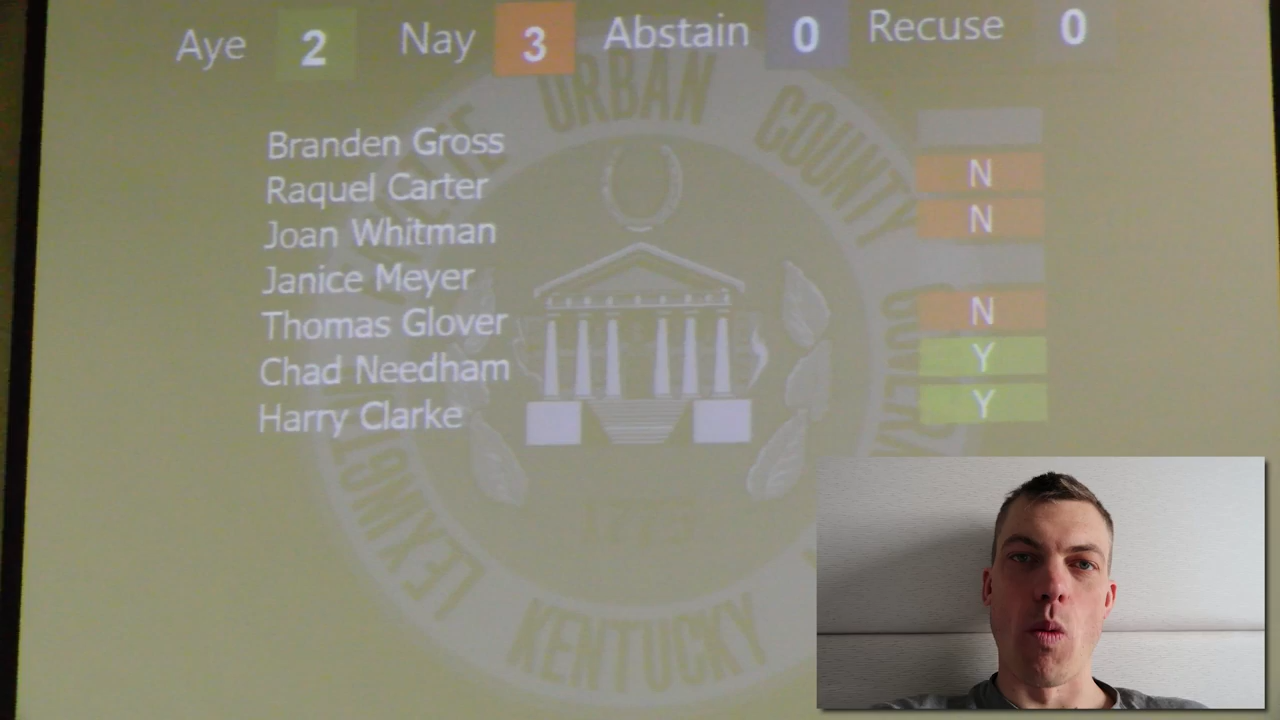 Aye 2 Nay 3 Abstain 0 Recuse 0
URBAN COUNTY
Branden Gross
Raquel Carter N
Joan Whitman N
Janice Meyer
Thomas Glover N
Chad Needham Y
Harry Clarke Y
LEXINGTON
KENTUCKY